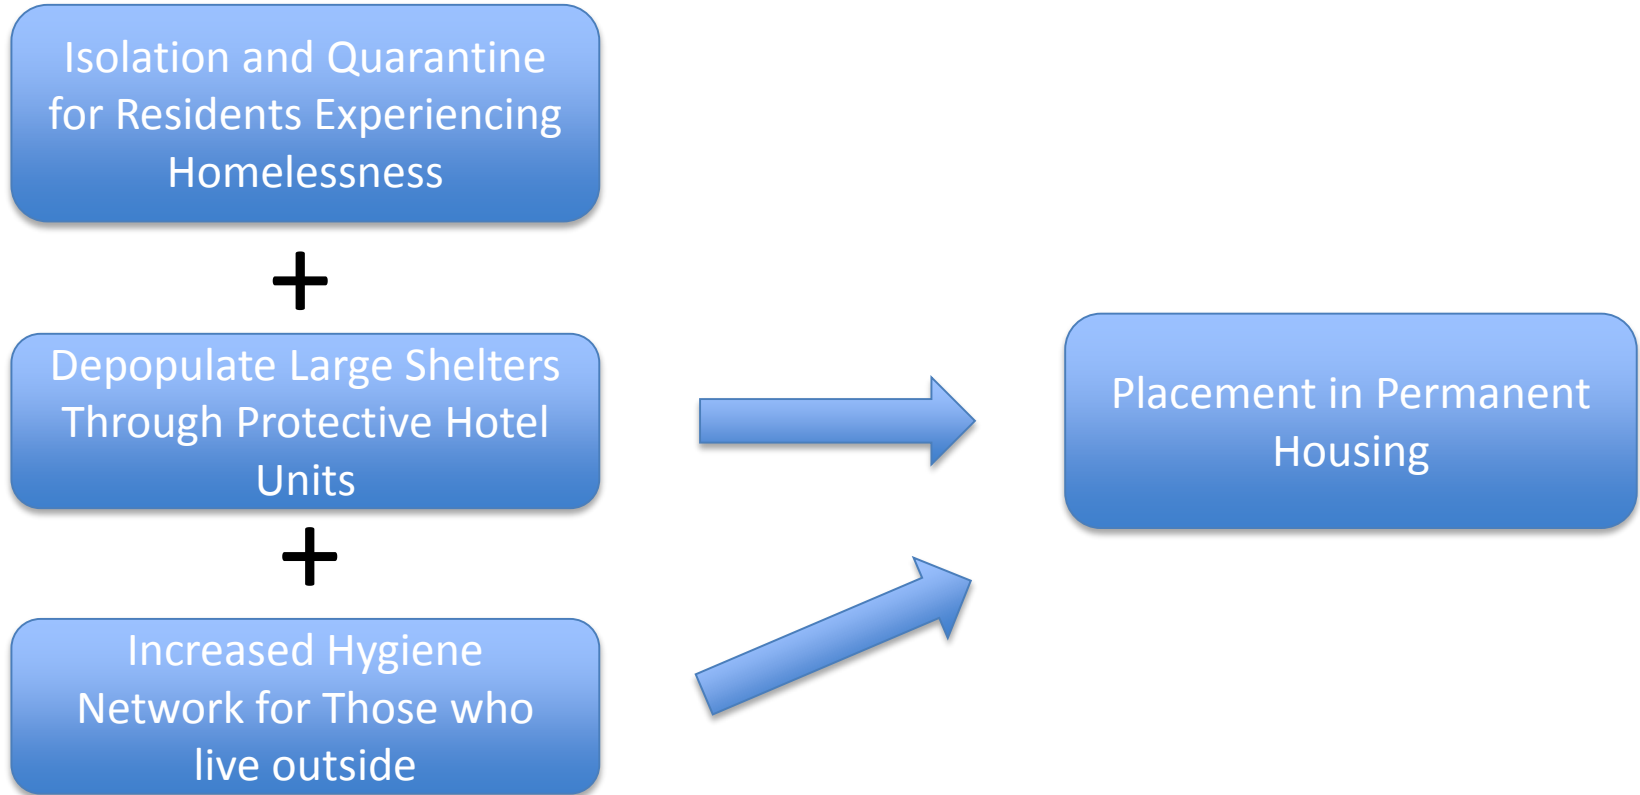 Isolation and Quarantine
for Residents Experiencing
Homelessness
+
Depopulate Large Shelters
Through Protective Hotel
Units
+
Increased Hygiene
Network for Those who
live outside
Placement in Permanent
Housing